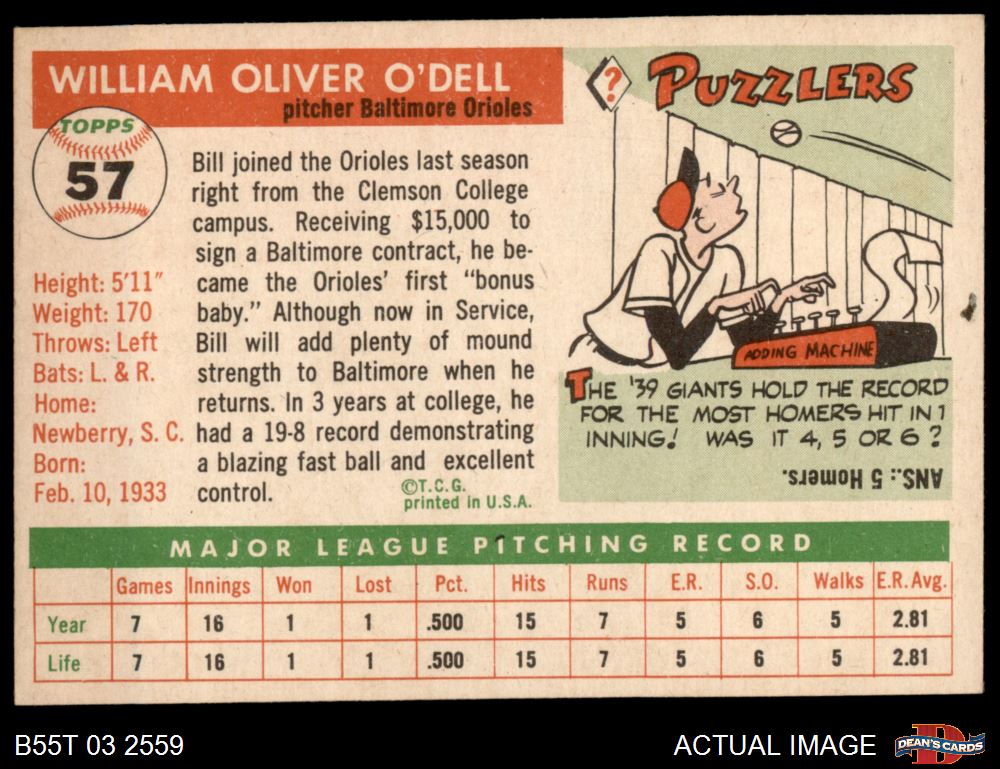 WILLIAM OLIVER O'DELL
pitcher Baltimore Orioles
TOPPS
57
Bill joined the Orioles last season
right from the Clemson College
campus. Receiving $15,000 to
sign a Baltimore contract, he be-
came the Orioles' first "bonus
baby." Although now in Service,
Bill will add plenty of mound
strength to Baltimore when he
returns. In 3 years at college, he
had a 19-8 record demonstrating
a blazing fast ball and excellent
control.
©T.C.G.
printed in U.S.A.
Height: 5'11"
Weight: 170
Throws: Left
Bats: L. & R.
Home:
Newberry, S. C.
Born:
Feb. 10, 1933
? PUZZLERS
ADDING MACHINE
THE '39 GIANTS HOLD THE RECORD
FOR THE MOST HOMERS HIT IN 1
INNING! WAS IT 4, 5 OR 6?
ANS.: 5 Homers.
MAJOR LEAGUE PITCHING RECORD
Games Innings Won Lost Pct. Hits Runs E.R. S.O. Walks E.R. Avg.
Year 7 16 1 1 .500 15 7 5 6 5 2.81
Life 7 16 1 1 .500 15 7 5 6 5 2.81
B55T 03 2559
ACTUAL IMAGE
D
DEAN'S CARDS